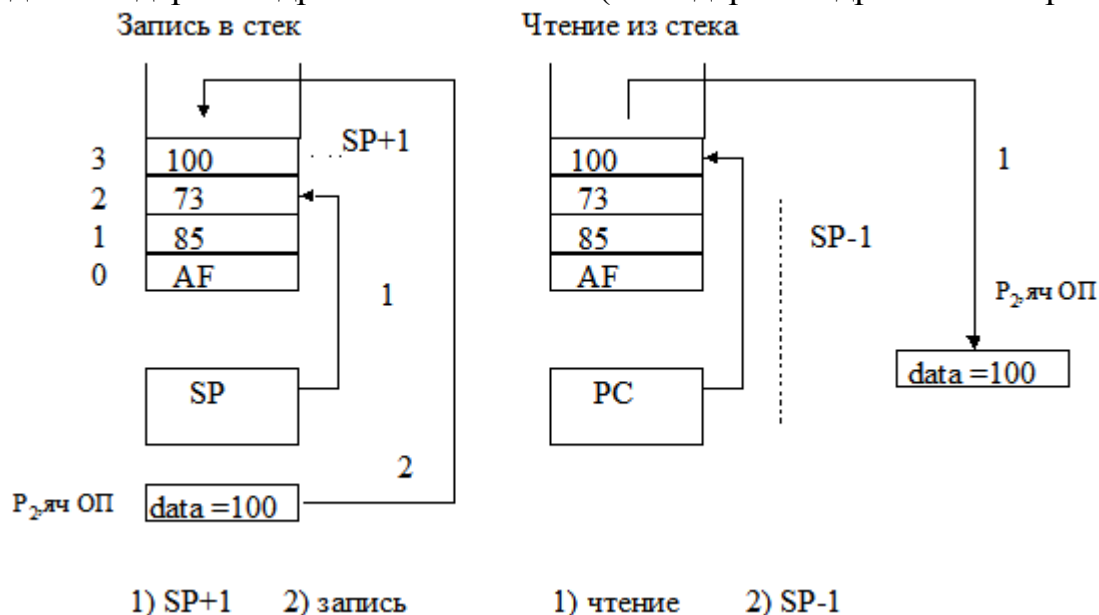 Запись в стек
Чтение из стека
3
100
SP+1
2
73
1
85
0
AF
1
SP
2
P2,яч ОП
data =100
1) SP+1
2) запись
100
1
73
85
SP-1
AF
P2,яч ОП
data =100
PC
1) чтение
2) SP-1